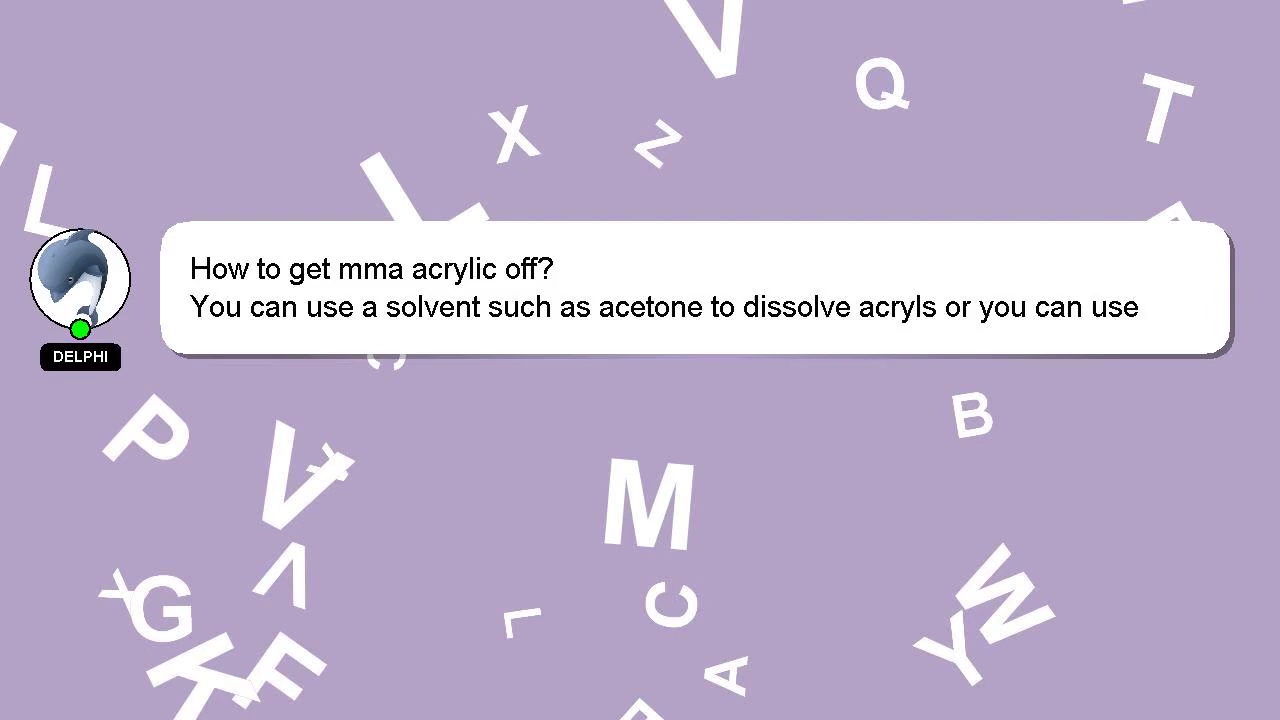 How to get mma acrylic off?
You can use a solvent such as acetone to dissolve acryls or you can use
DELPHI
V
Q
T
X
Z
L
P
V
B
M
V
X
G
C
L
W
Y
K
F
A